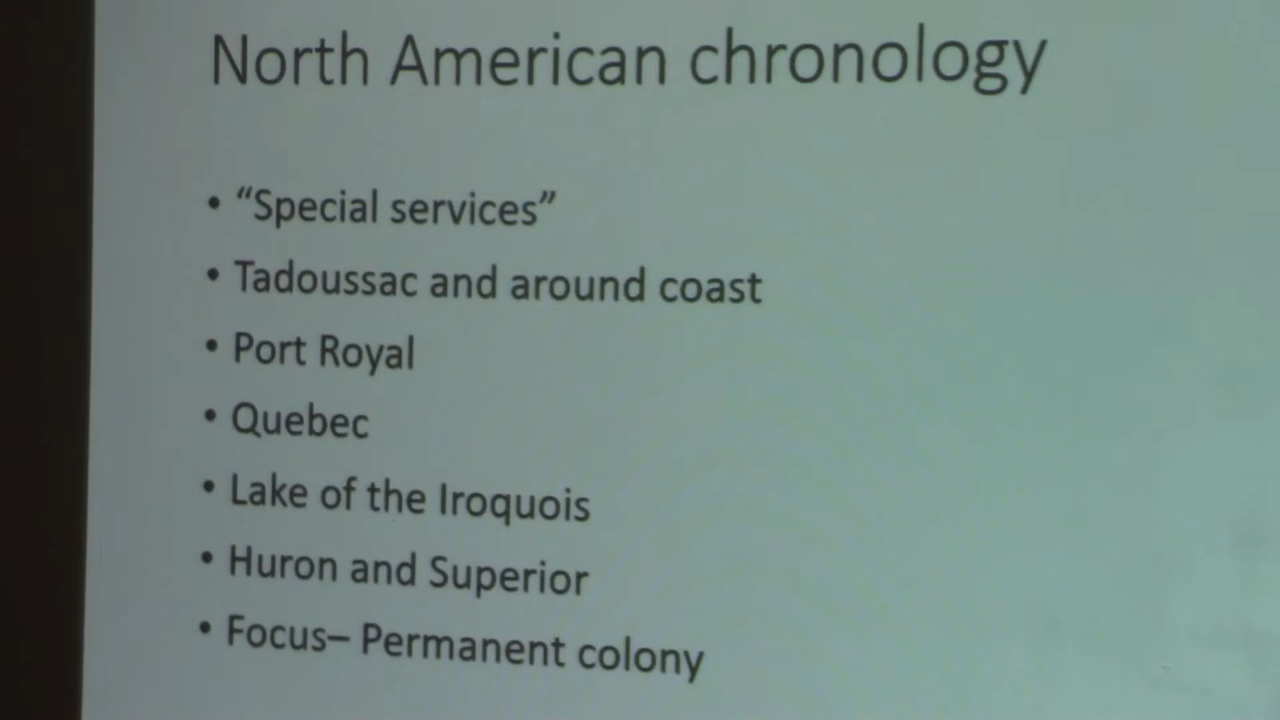 North American chronology
• “Special services”
• Tadoussac and around coast
• Port Royal
• Quebec
• Lake of the Iroquois
• Huron and Superior
• Focus– Permanent colony